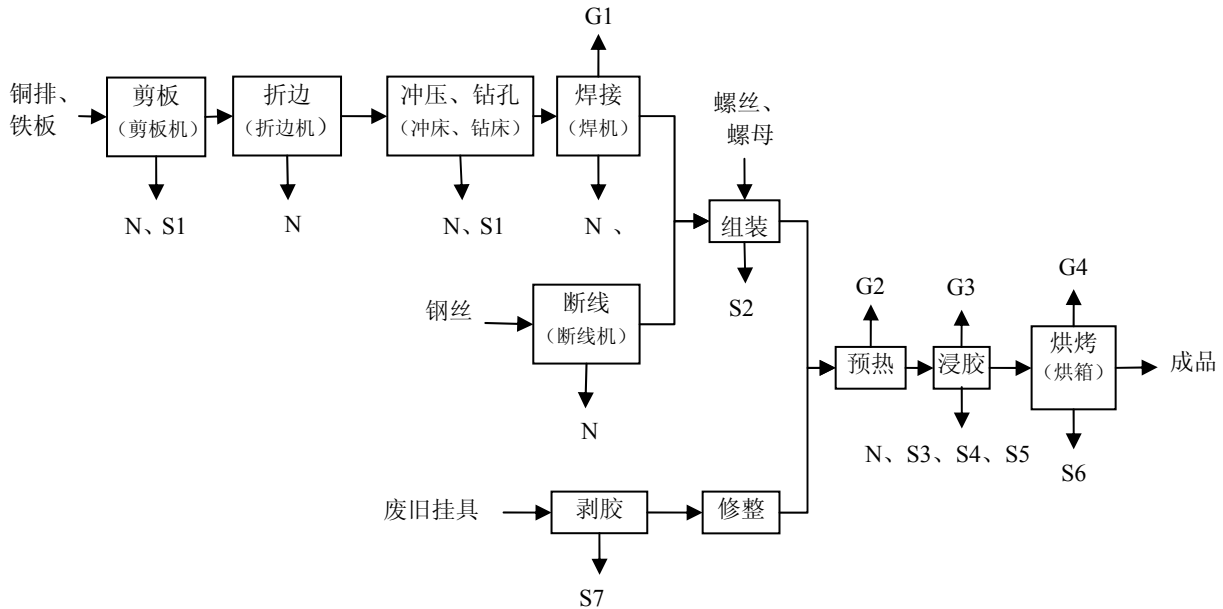 G1
铜排、
铁板
剪板
（剪板机）
折边
（折边机）
冲压、钻孔
（冲床、钻床）
焊接
（焊机）
N、S1
N
N、S1
N 、
螺丝、
螺母
组装
S2
钢丝
断线
（断线机）
N
G2
G3
G4
预热
浸胶
烘烤
（烘箱）
成品
N、S3、S4、S5
S6
废旧挂具
剥胶
修整
S7